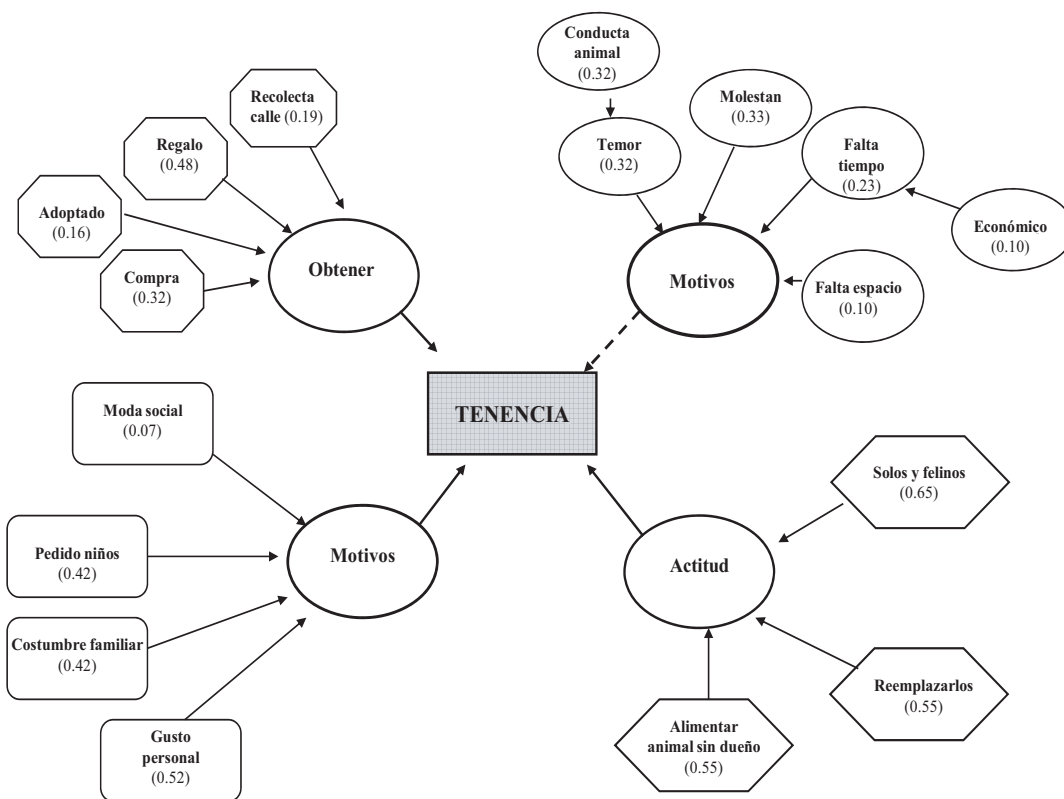 Conducta
animal
(0.32)
Recolecta
calle (0.19)
Molestan
(0.33)
Regalo
(0.48)
Temor
(0.32)
Falta
tiempo
(0.23)
Adoptado
(0.16)
Económico
(0.10)
Compra
(0.32)
Obtener
Motivos
Falta espacio
(0.10)
TENENCIA
Moda social
(0.07)
Solos y felinos
(0.65)
Pedido niños
(0.42)
Motivos
Actitud
Costumbre familiar
(0.42)
Reemplazarlos
(0.55)
Gusto
personal
(0.52)
Alimentar
animal sin dueño
(0.55)